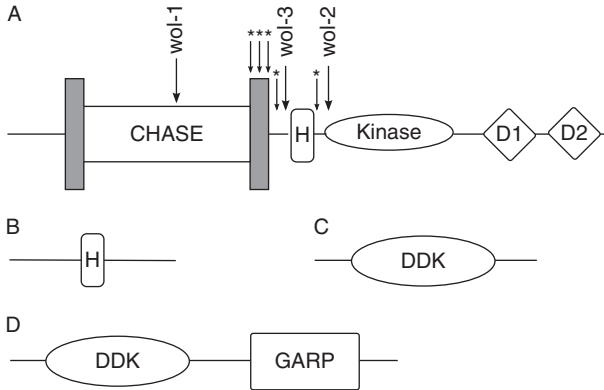 A
wol-1
***
*
wol-3
*
wol-2
CHASE
H
Kinase
D1
D2
B
H
C
DDK
D
DDK
GARP